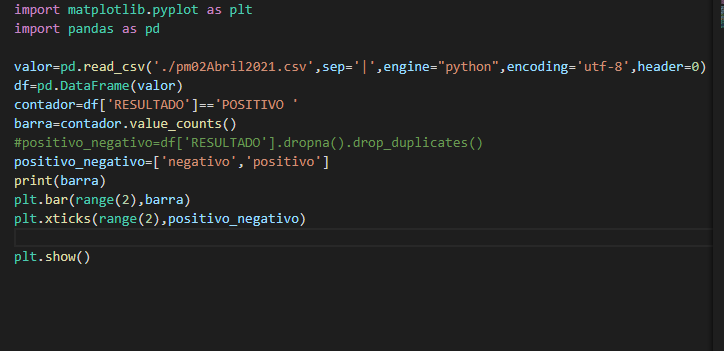 import matplotlib.pyplot as plt
import pandas as pd
valor=pd.read_csv('./pm02Abril2021.csv',sep='|',engine="python",encoding='utf-8',header=0)
df=pd.DataFrame(valor)
contador=df['RESULTADO']=='POSITIVO '
barra=contador.value_counts()
#positivo_negativo=df['RESULTADO'].dropna().drop_duplicates()
positivo_negativo=['negativo','positivo']
print(barra)
plt.bar(range(2),barra)
plt.xticks(range(2),positivo_negativo)
plt.show()